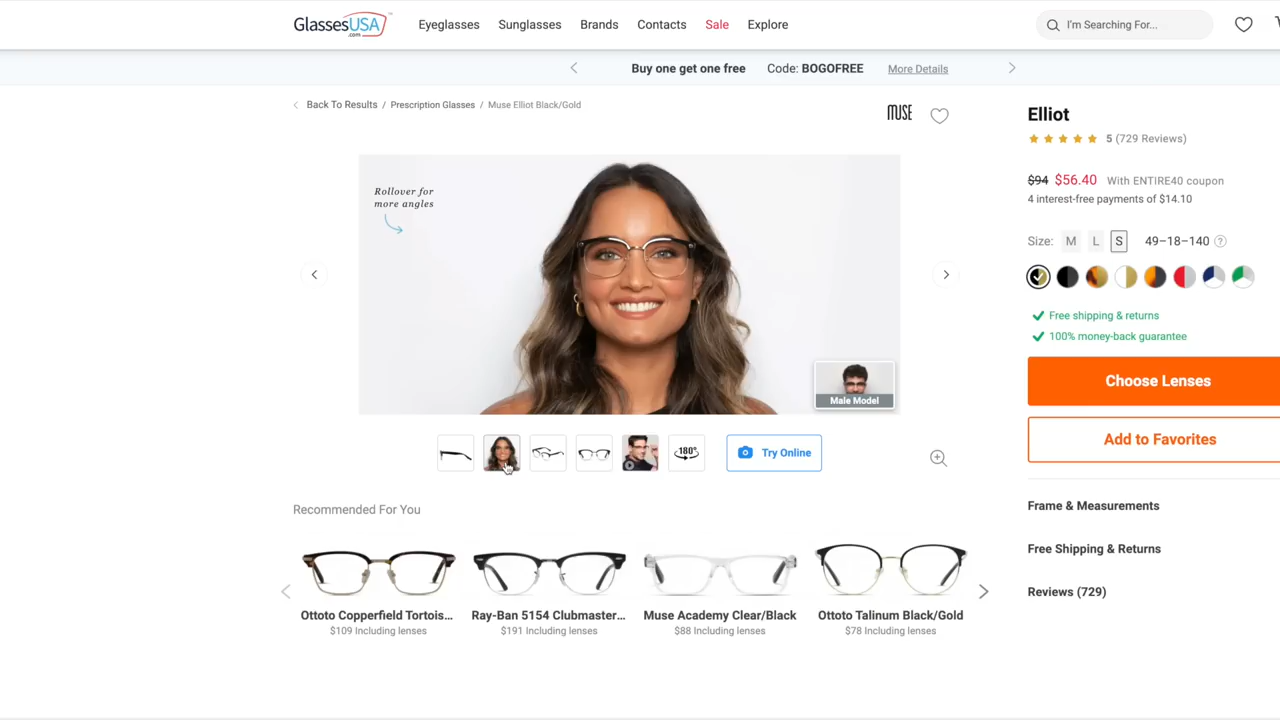 GlassesUSA.com™
Eyeglasses
Sunglasses
Brands
Contacts
Sale
Explore
I'm Searching For...
Buy one get one free Code: BOGOFREE More Details
Back To Results / Prescription Glasses / Muse Elliot Black/Gold
MUSE
Rollover for
more angles
Male Model
180°
Try Online
Elliot
5 (729 Reviews)
$94 $56.40 With ENTIRE40 coupon
4 interest-free payments of $14.10
Size: M L S 49–18–140 ?
Free shipping & returns
100% money-back guarantee
Choose Lenses
Add to Favorites
Frame & Measurements
Free Shipping & Returns
Reviews (729)
Recommended For You
Ottoto Copperfield Tortois...
$109 Including lenses
Ray-Ban 5154 Clubmaster...
$191 Including lenses
Muse Academy Clear/Black
$88 Including lenses
Ottoto Talinum Black/Gold
$78 Including lenses